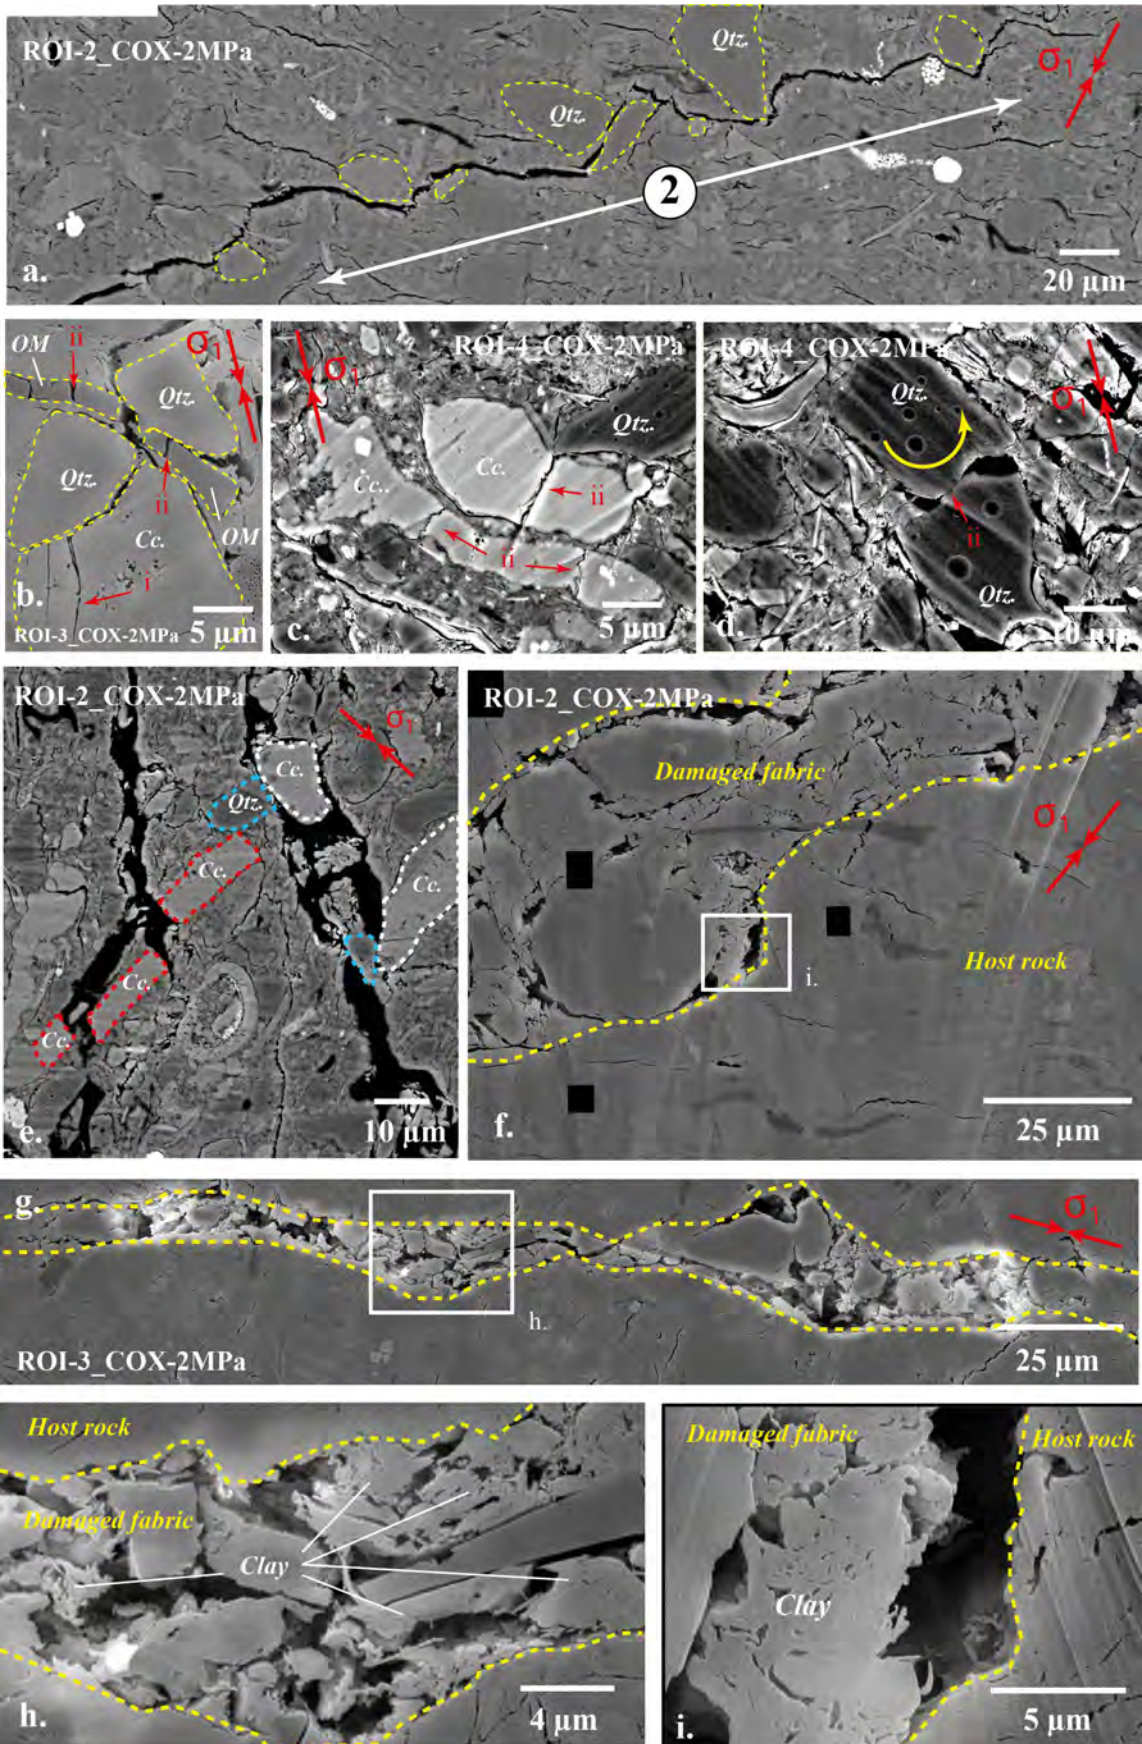 ROI-2_COX-2MPa
Qtz.
σ1
Qtz.
2
a.
20 µm
OM
ii
σ1
Qtz.
Qtz.
ii
Cc.
OM
i
b.
5 µm
ROI-3_COX-2MPa
ROI-4_COX-2MPa
σ1
Qtz.
Cc.
Cc.
ii
ii
c.
5 µm
ROI-4_COX-2MPa
Qtz.
σ1
ii
Qtz.
d.
10 µm
ROI-2_COX-2MPa
σ1
Cc.
Qtz.
Cc.
Cc.
Cc.
Cc.
e.
10 µm
ROI-2_COX-2MPa
Damaged fabric
σ1
Host rock
i.
f.
25 µm
g.
σ1
h.
ROI-3_COX-2MPa
25 µm
Host rock
Damaged fabric
Clay
h.
4 µm
Damaged fabric
Host rock
Clay
i.
5 µm